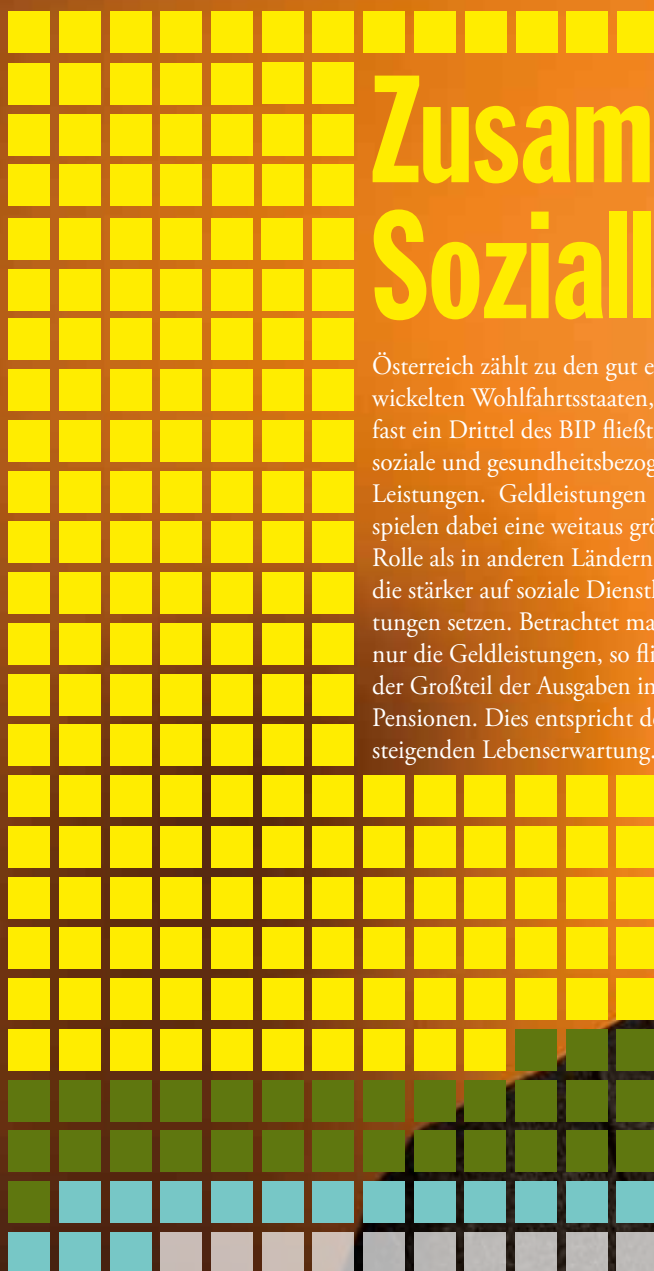 Zusam
Soziall
Österreich zählt zu den gut e
wickelten Wohlfahrtsstaaten,
fast ein Drittel des BIP fließt
soziale und gesundheitsbezog
Leistungen. Geldleistungen
spielen dabei eine weitaus grö
Rolle als in anderen Ländern
die stärker auf soziale Dienstl
tungen setzen. Betrachtet ma
nur die Geldleistungen, so fli
der Großteil der Ausgaben in
Pensionen. Dies entspricht de
steigenden Lebenserwartung.